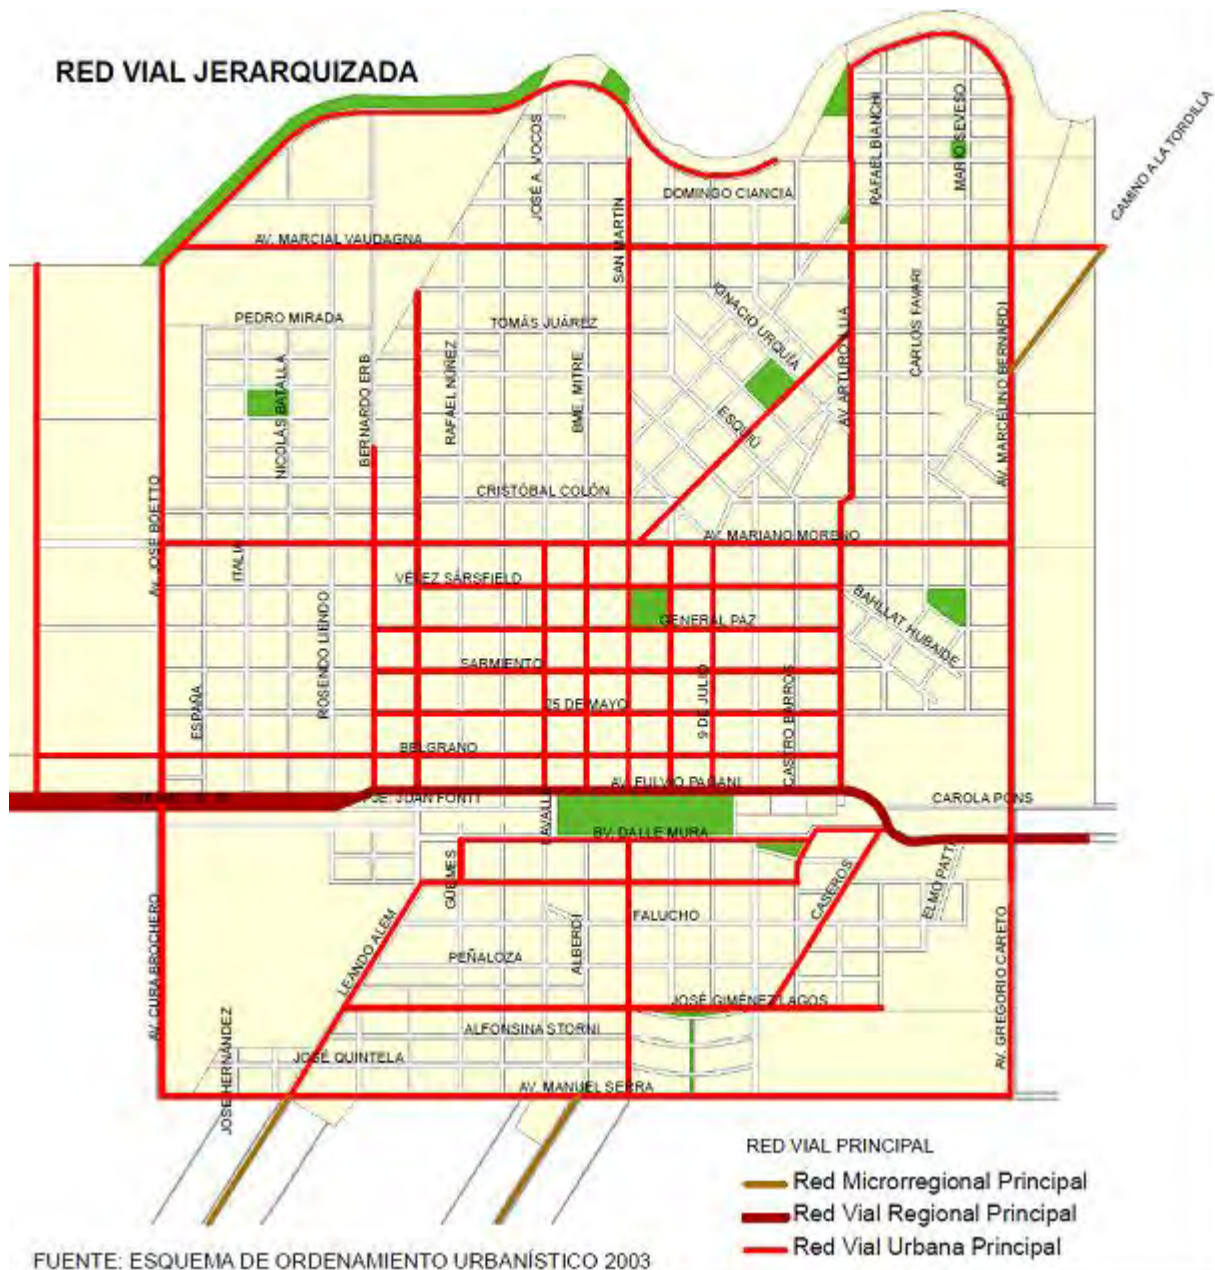 RED VIAL JERARQUIZADA
CAMINO A LA TORDILLA
RAFAEL BIANCHI
MARIO SEVESO
JOSÉ A. VOCOS
DOMINGO CIANCIA
SAN MARTÍN
AV. MARCIAL VAUDAGNA
IGNACIO URQUÍA
CARLOS FAVARI
PEDRO MIRADA
TOMÁS JUÁREZ
AV. ARTURO ILLIA
AV. MARCELINO BERNARDI
NICOLÁS BATALLA
BERNARDO ERB
RAFAEL NÚÑEZ
BME. MITRE
ESQUIÚ
CRISTÓBAL COLÓN
AV. JOSE BOETTO
AV. MARIANO MORENO
ITALIA
VÉLEZ SÁRSFIELD
ROSENDO LIENDO
GENERAL PAZ
BAHLLAT HUBAIDE
SARMIENTO
ESPAÑA
25 DE MAYO
9 DE JULIO
CASTRO BARROS
BELGRANO
AV. FULVIO PAGANI
PJE. JUAN FONTI
CAROLA PONS
BV. DALLE MURA
GÜEMES
CASEROS
ELMO PATTI
LEANDO ALEM
FALUCHO
ALBERDI
PEÑALOZA
AV. CURA BROCHERO
AV. GREGORIO CARETO
JOSÉ GIMÉNEZ LAGOS
ALFONSINA STORNI
JOSE HERNÁNDEZ
JOSÉ QUINTELA
AV. MANUEL SERRA
RED VIAL PRINCIPAL
Red Microrregional Principal
Red Vial Regional Principal
Red Vial Urbana Principal
FUENTE: ESQUEMA DE ORDENAMIENTO URBANÍSTICO 2003